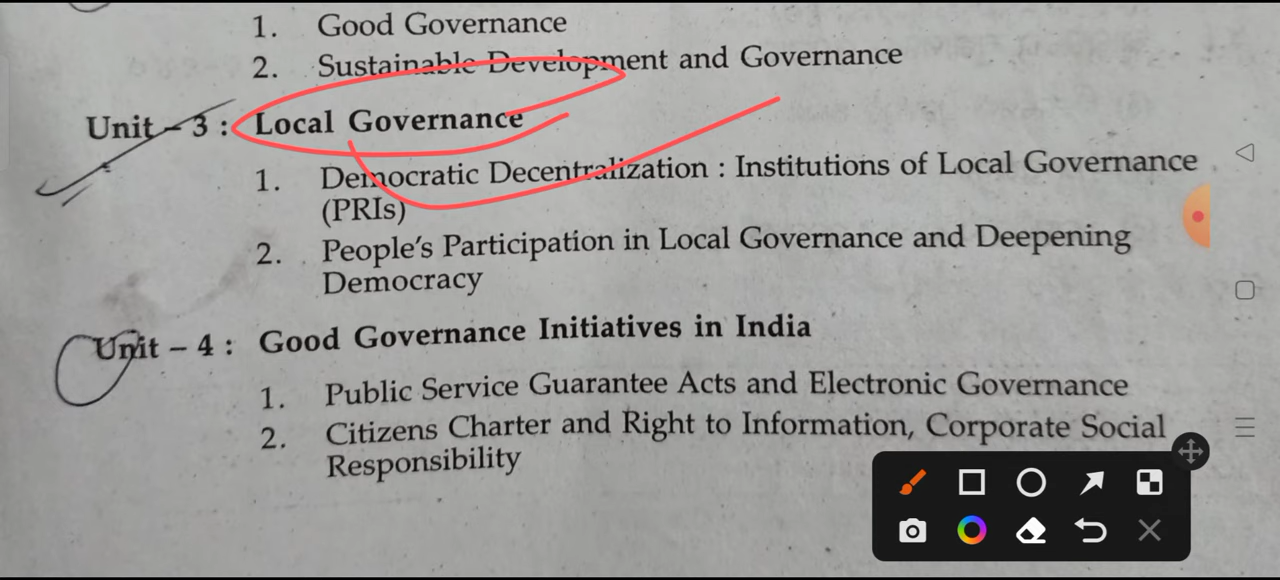 1. Good Governance
2. Sustainable Development and Governance
Unit – 3 : Local Governance
1. Democratic Decentralization : Institutions of Local Governance
(PRIs)
2. People's Participation in Local Governance and Deepening
Democracy
Unit – 4 : Good Governance Initiatives in India
1. Public Service Guarantee Acts and Electronic Governance
2. Citizens Charter and Right to Information, Corporate Social
Responsibility